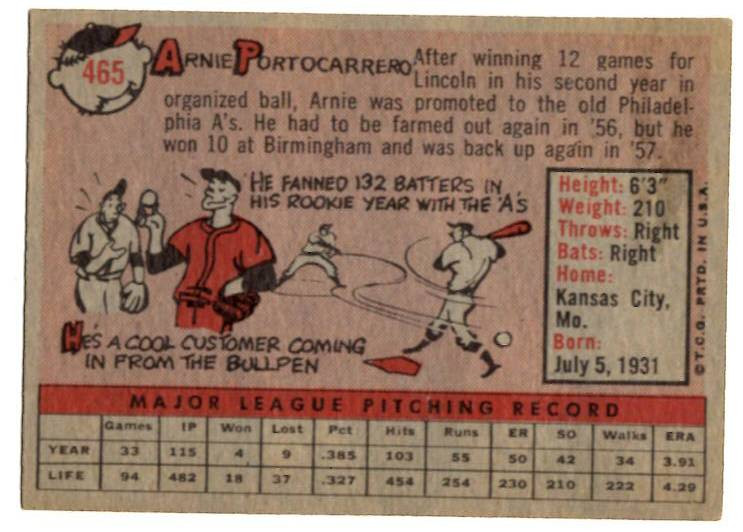 465
ARNIE PORTOCARRERO
After winning 12 games for
Lincoln in his second year in
organized ball, Arnie was promoted to the old Philadel-
phia A's. He had to be farmed out again in '56, but he
won 10 at Birmingham and was back up again in '57.
HE FANNED 132 BATTERS IN
HIS ROOKIE YEAR WITH THE 'A's
HE'S A COOL CUSTOMER COMING
IN FROM THE BULLPEN
Height: 6'3"
Weight: 210
Throws: Right
Bats: Right
Home:
Kansas City,
Mo.
Born:
July 5, 1931
© T.C.G. PRTD. IN U.S.A.
MAJOR LEAGUE PITCHING RECORD
Games IP Won Lost Pct Hits Runs ER SO Walks ERA
YEAR 33 115 4 9 .385 103 55 50 42 34 3.91
LIFE 94 482 18 37 .327 454 254 230 210 222 4.29